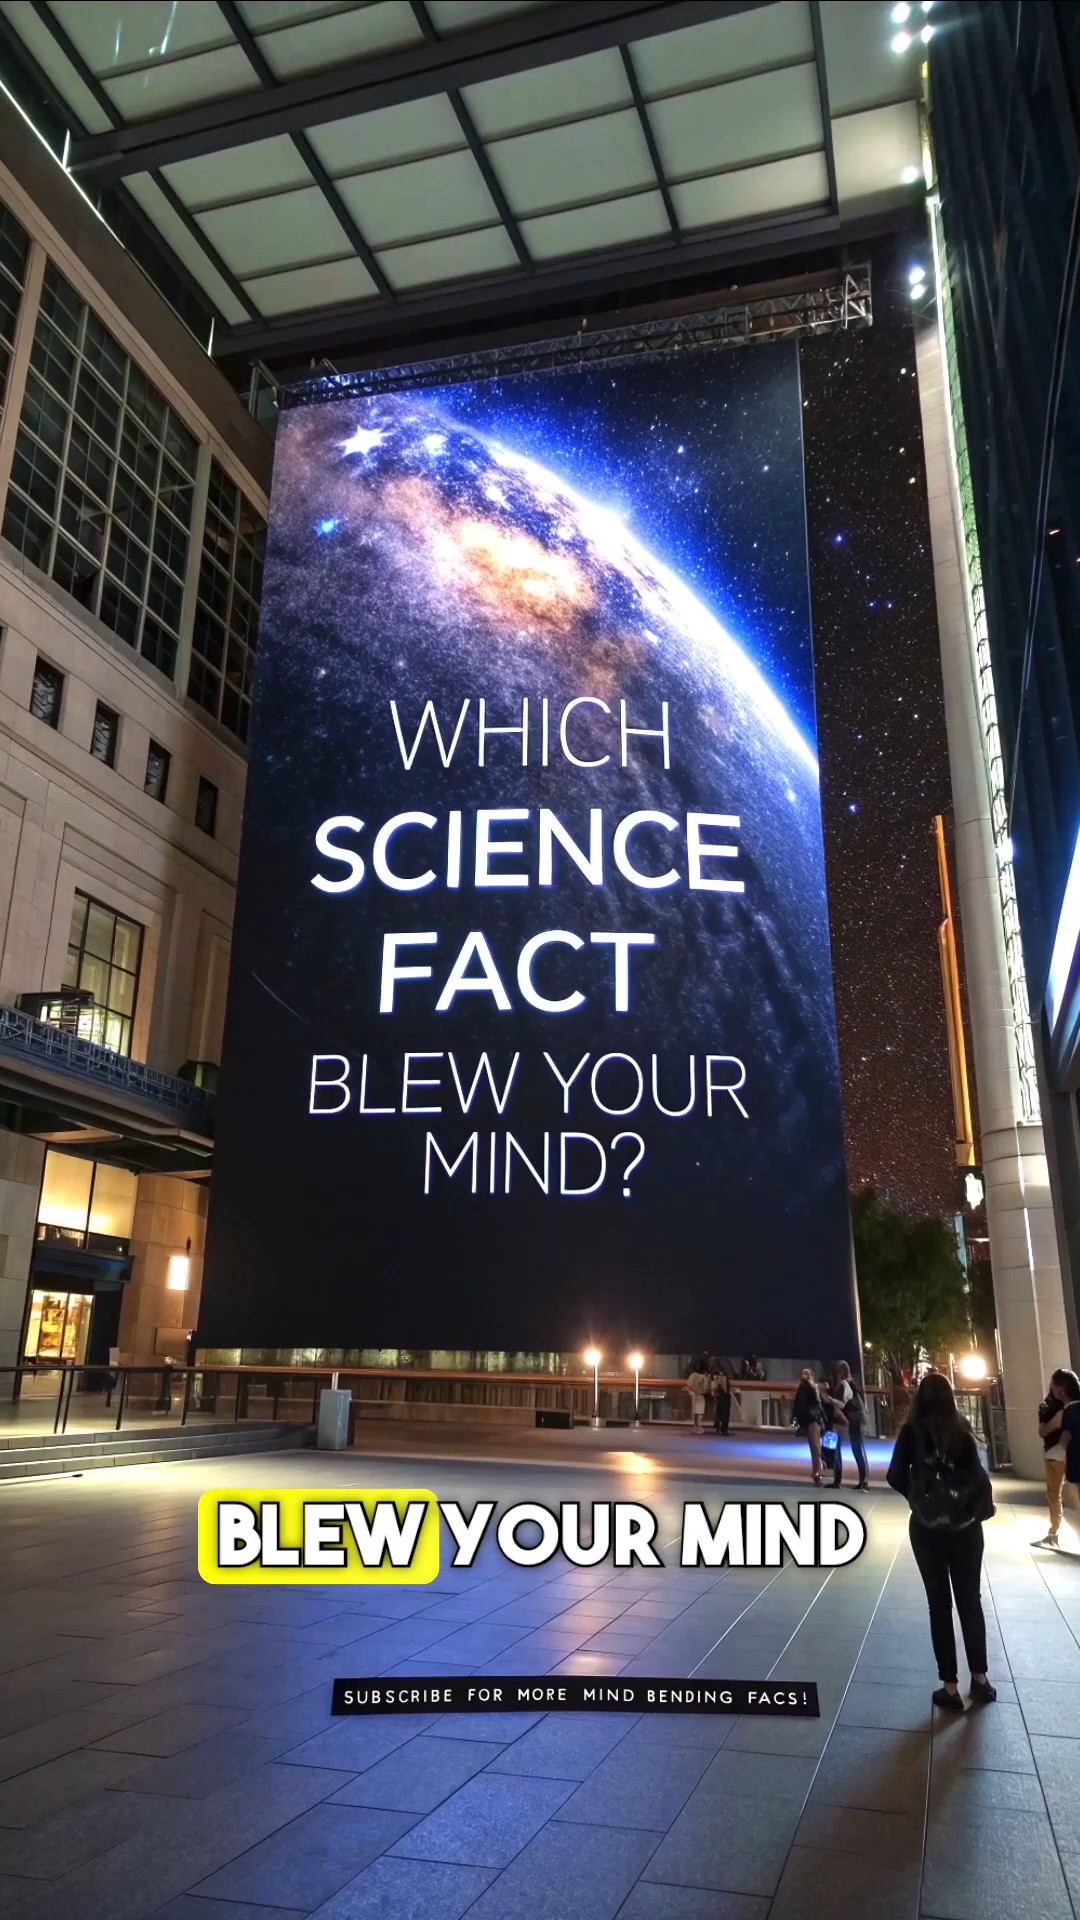 WHICH
SCIENCE
FACT
BLEW YOUR
MIND?
BLEW YOUR MIND
SUBSCRIBE FOR MORE MIND BENDING FACS!